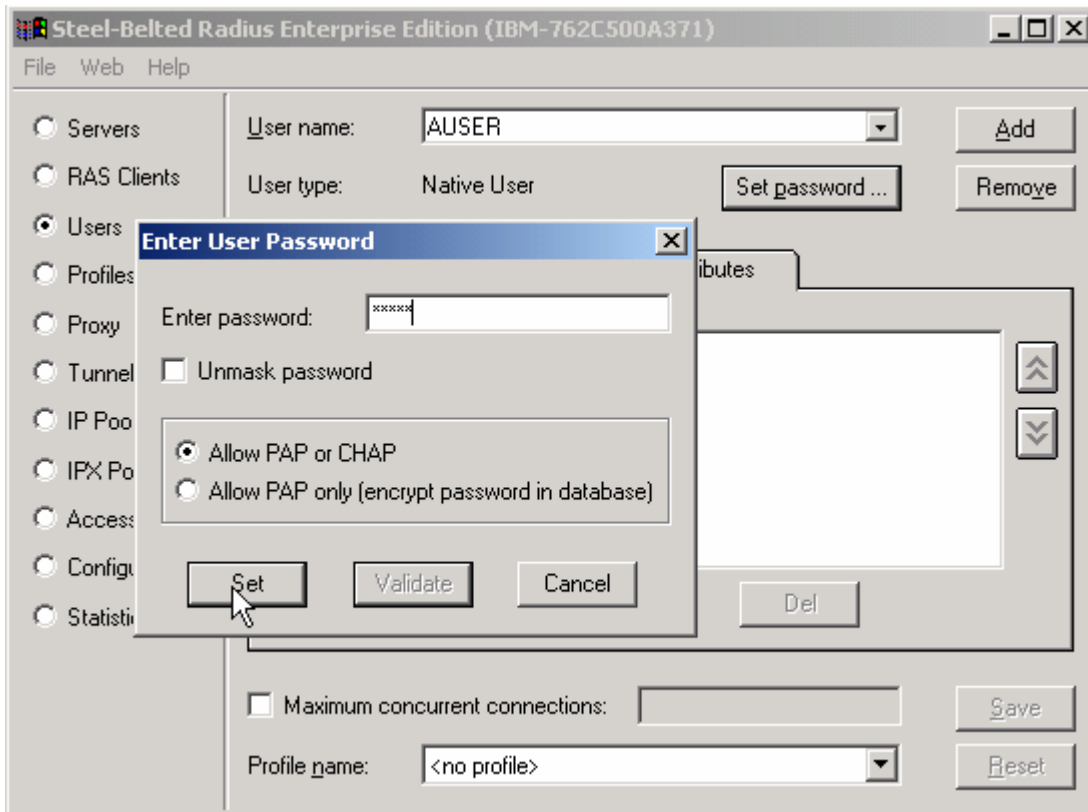 Steel-Belted Radius Enterprise Edition (IBM-762C500A371)
File Web Help
Servers
RAS Clients
Users
Profiles
Proxy
Tunnel
IP Poo
IPX Po
Access
Configu
Statisti
User name: AUSER
Add
User type: Native User
Set password ...
Remove
ibutes
Enter User Password
Enter password: *****
Unmask password
Allow PAP or CHAP
Allow PAP only (encrypt password in database)
Set Validate Cancel
Del
Maximum concurrent connections:
Save
Profile name: <no profile>
Reset